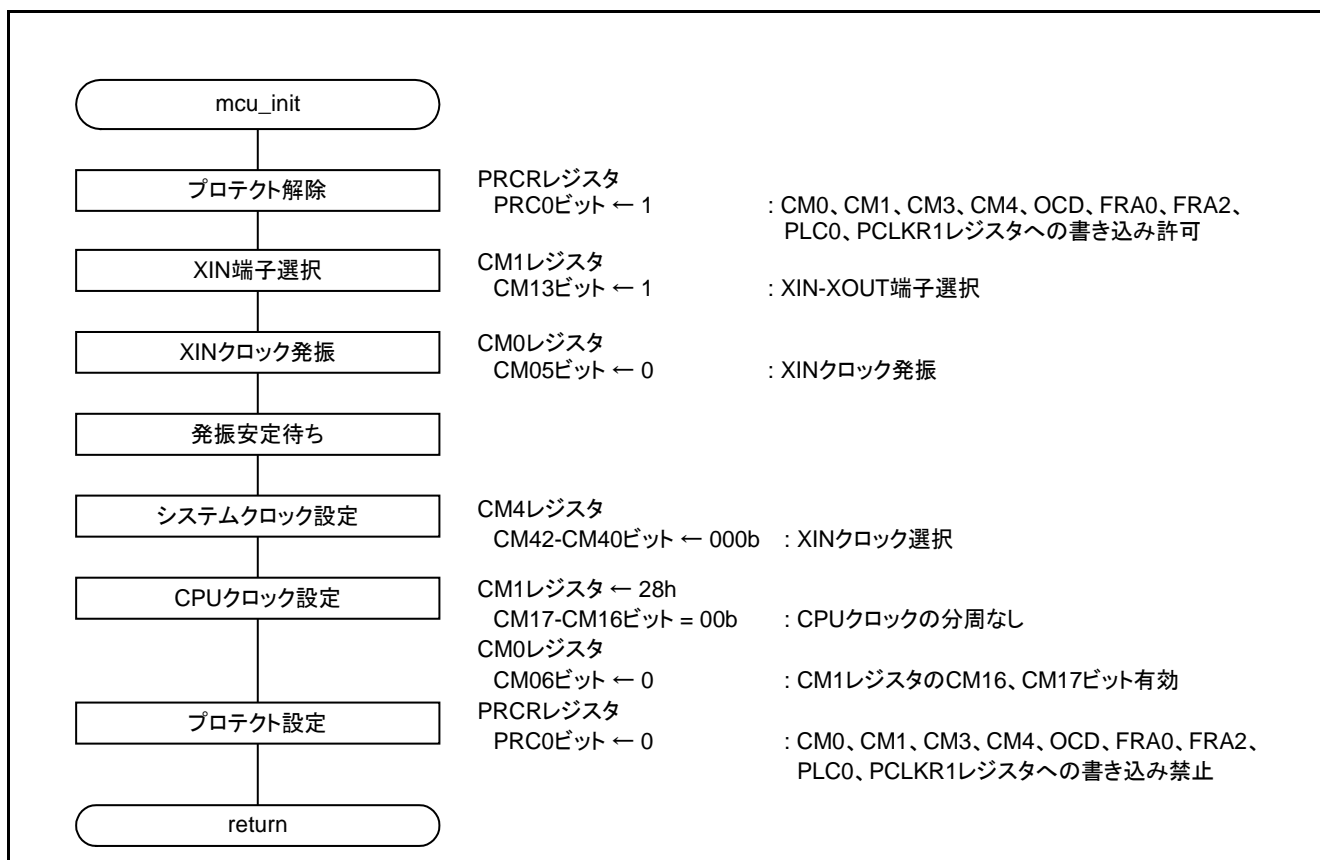 mcu_init
プロテクト解除
PRCRレジスタ
PRC0ビット ← 1 : CM0、CM1、CM3、CM4、OCD、FRA0、FRA2、
PLC0、PCLKR1レジスタへの書き込み許可
XIN端子選択
CM1レジスタ
CM13ビット ← 1 : XIN-XOUT端子選択
XINクロック発振
CM0レジスタ
CM05ビット ← 0 : XINクロック発振
発振安定待ち
システムクロック設定
CM4レジスタ
CM42-CM40ビット ← 000b : XINクロック選択
CPUクロック設定
CM1レジスタ ← 28h
CM17-CM16ビット = 00b : CPUクロックの分周なし
CM0レジスタ
CM06ビット ← 0 : CM1レジスタのCM16、CM17ビット有効
プロテクト設定
PRCRレジスタ
PRC0ビット ← 0 : CM0、CM1、CM3、CM4、OCD、FRA0、FRA2、
PLC0、PCLKR1レジスタへの書き込み禁止
return